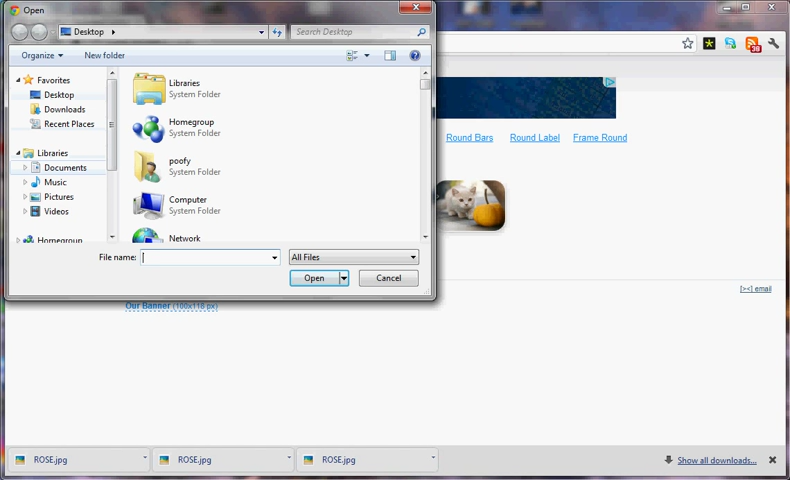 Open
Desktop
Search Desktop
Organize
New folder
Favorites
Desktop
Downloads
Recent Places
Libraries
Documents
Music
Pictures
Videos
Homegroup
Libraries
System Folder
Homegroup
System Folder
poofy
System Folder
Computer
System Folder
Network
File name:
All Files
Open
Cancel
38
Round Bars
Round Label
Frame Round
[><] email
Our Banner (100x118 px)
ROSE.jpg
ROSE.jpg
ROSE.jpg
Show all downloads...